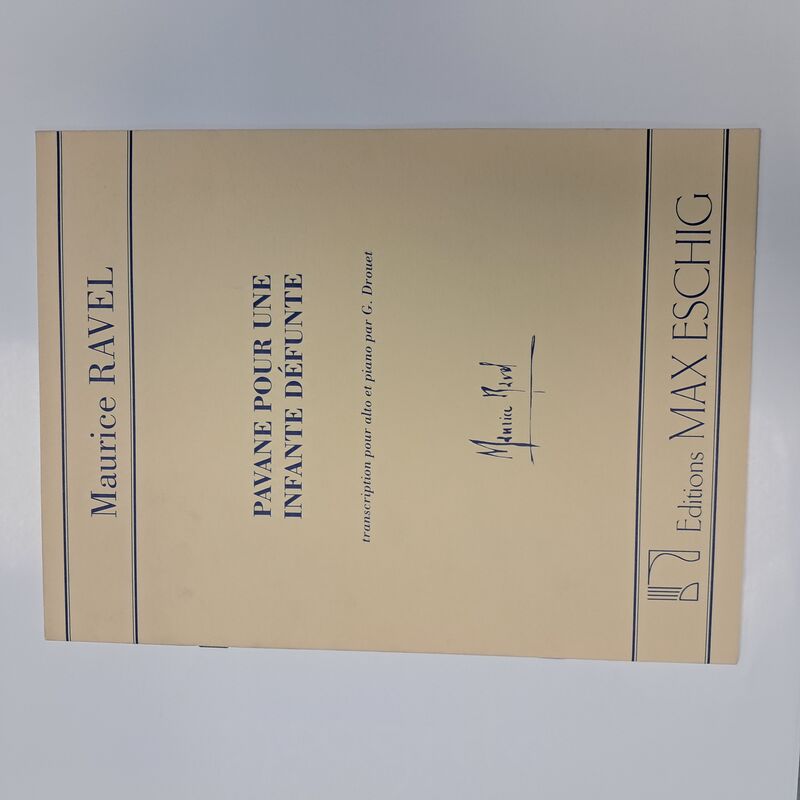 Maurice RAVEL
PAVANE POUR UNE
INFANTE DÉFUNTE
transcription pour alto et piano par G. Drouet
Maurice Ravel
Editions MAX ESCHIG